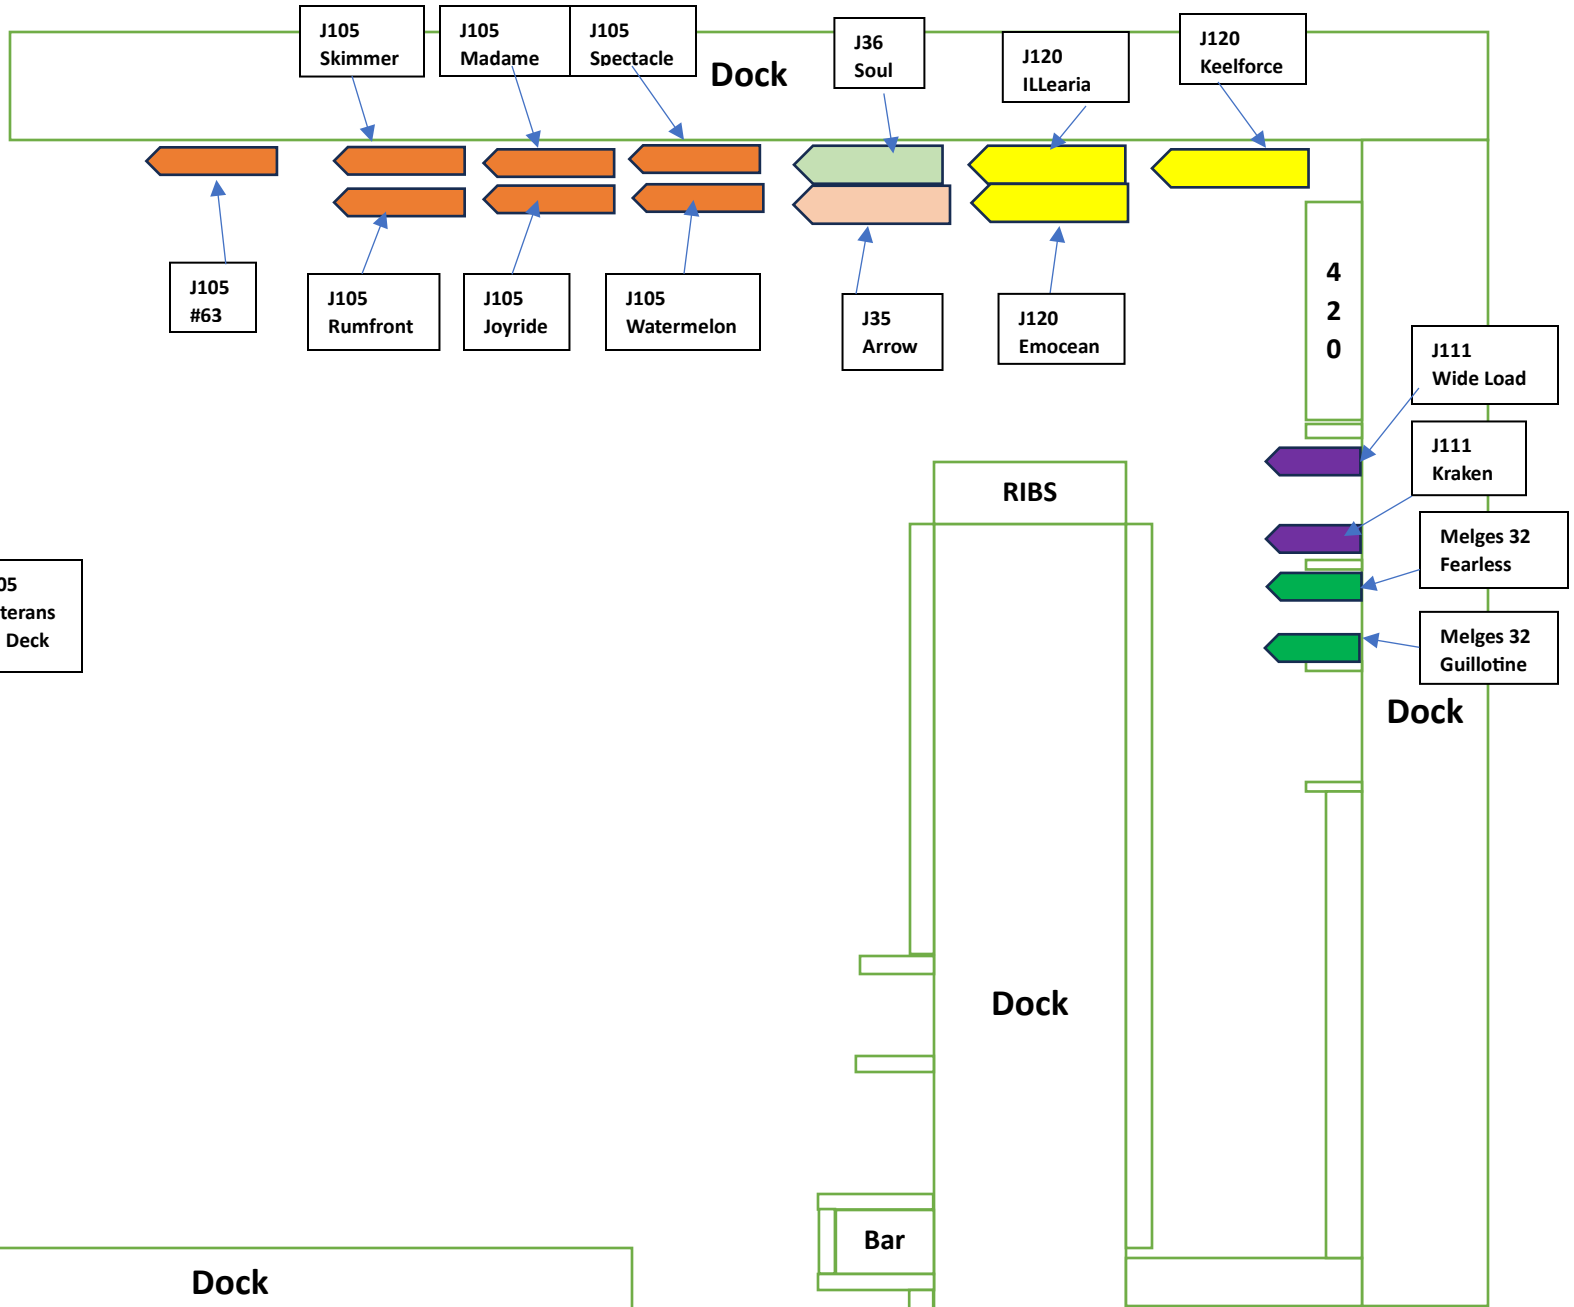 J105
Skimmer
J105
Madame
J105
Spectacle
Dock
J36
Soul
J120
ILLearia
J120
Keelforce
J105
#63
J105
Rumfront
J105
Joyride
J105
Watermelon
J35
Arrow
J120
Emocean
4
2
0
J111
Wide Load
J111
Kraken
RIBS
Melges 32
Fearless
05
terans
Deck
Melges 32
Guillotine
Dock
Dock
Bar
Dock